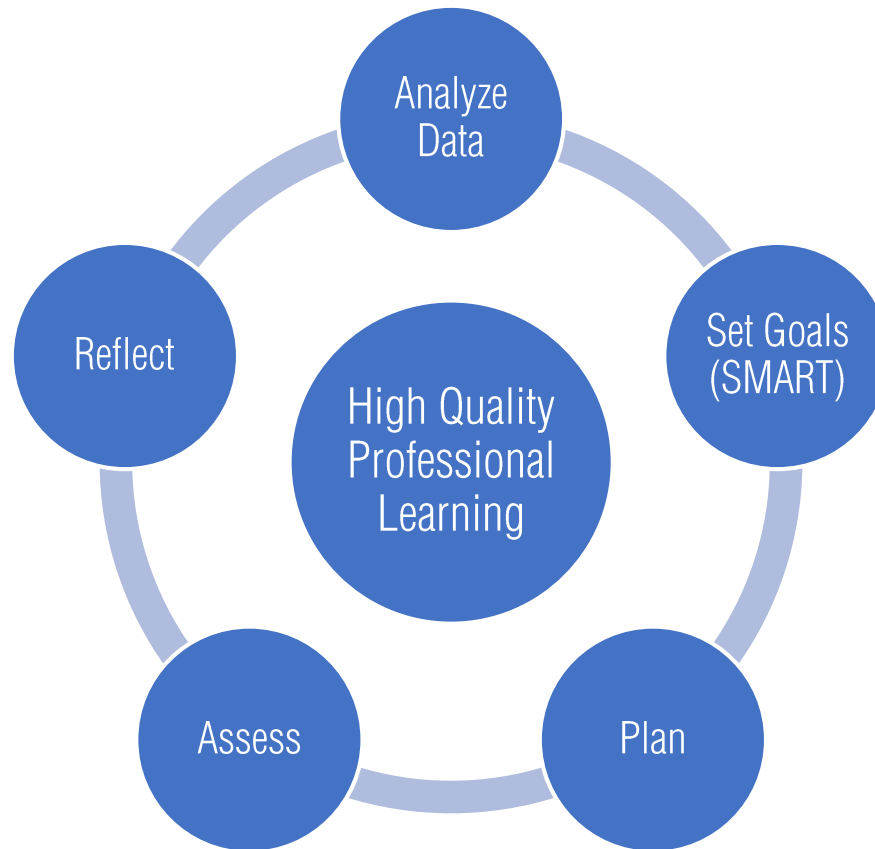 Analyze
Data
Set Goals
(SMART)
Reflect
High Quality
Professional
Learning
Assess
Plan